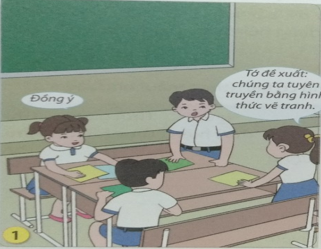 Đồng ý
Tớ đề xuất:
chúng ta tuyên
truyền bằng hình
thức vẽ tranh.
1